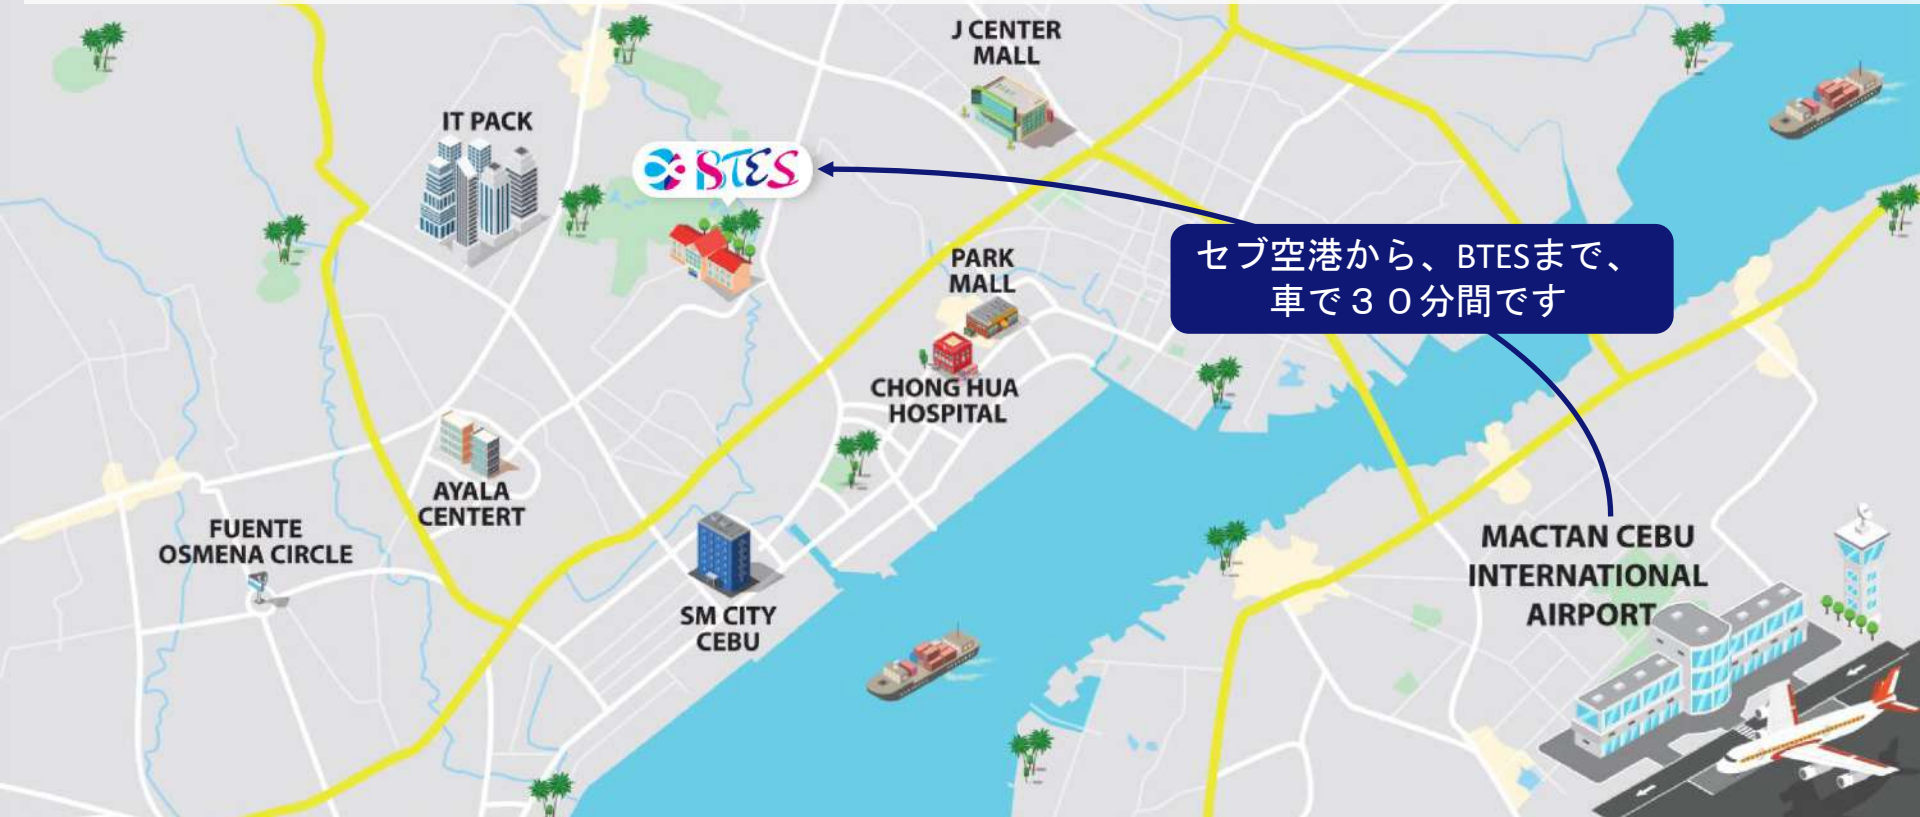 J CENTER
MALL
IT PACK
BTES
セブ空港から、BTESまで、
車で３０分間です
PARK
MALL
CHONG HUA
HOSPITAL
AYALA
CENTERT
FUENTE
OSMENA CIRCLE
SM CITY
CEBU
MACTAN CEBU
INTERNATIONAL
AIRPORT